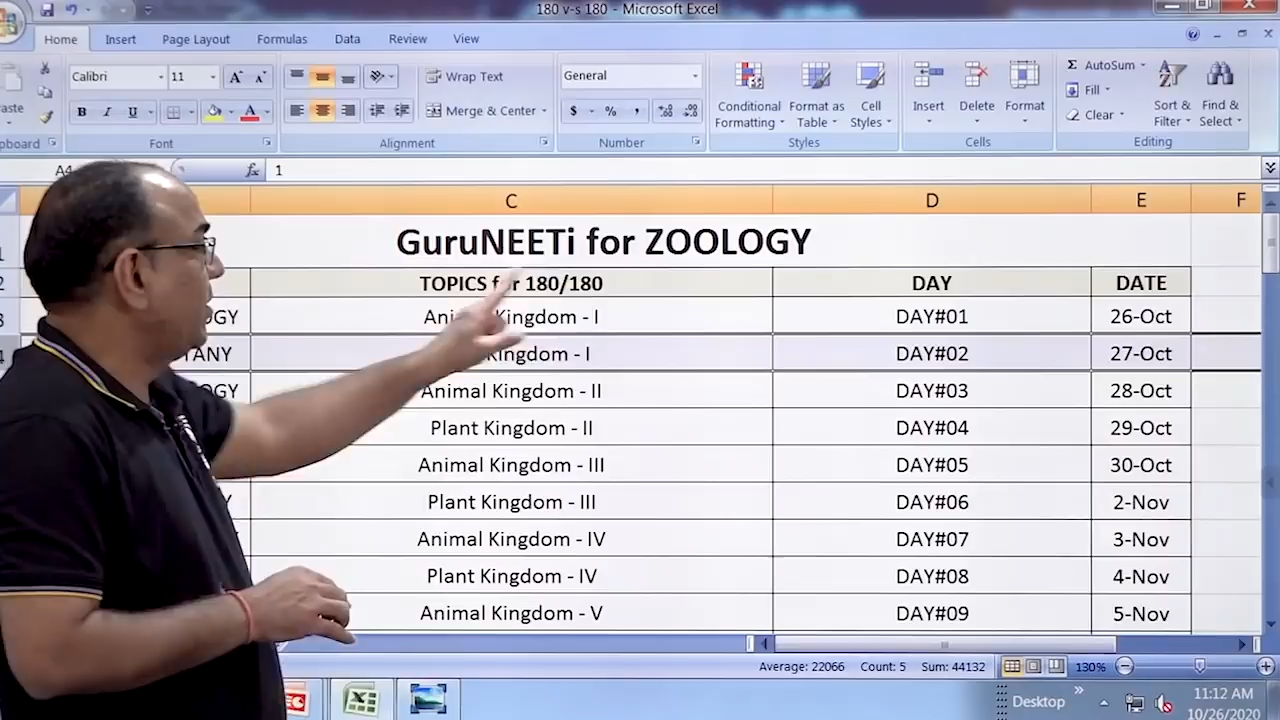 180 v-s 180 - Microsoft Excel
Home Insert Page Layout Formulas Data Review View
Calibri 11 Wrap Text General Conditional Formatting Format as Table Cell Styles Insert Delete Format AutoSum Fill Clear Sort & Filter Find & Select
B I U Merge & Center $ % ,
Font Alignment Number Styles Cells Editing
A4 fx 1
C D E F
1 GuruNEETi for ZOOLOGY
2 TOPICS for 180/180 DAY DATE
Kingdom - I DAY#01 26-Oct
Kingdom - I DAY#02 27-Oct
Animal Kingdom - II DAY#03 28-Oct
Plant Kingdom - II DAY#04 29-Oct
Animal Kingdom - III DAY#05 30-Oct
Plant Kingdom - III DAY#06 2-Nov
Animal Kingdom - IV DAY#07 3-Nov
Plant Kingdom - IV DAY#08 4-Nov
Animal Kingdom - V DAY#09 5-Nov
Average: 22066 Count: 5 Sum: 44132 130%
Desktop 11:12 AM
10/26/2020